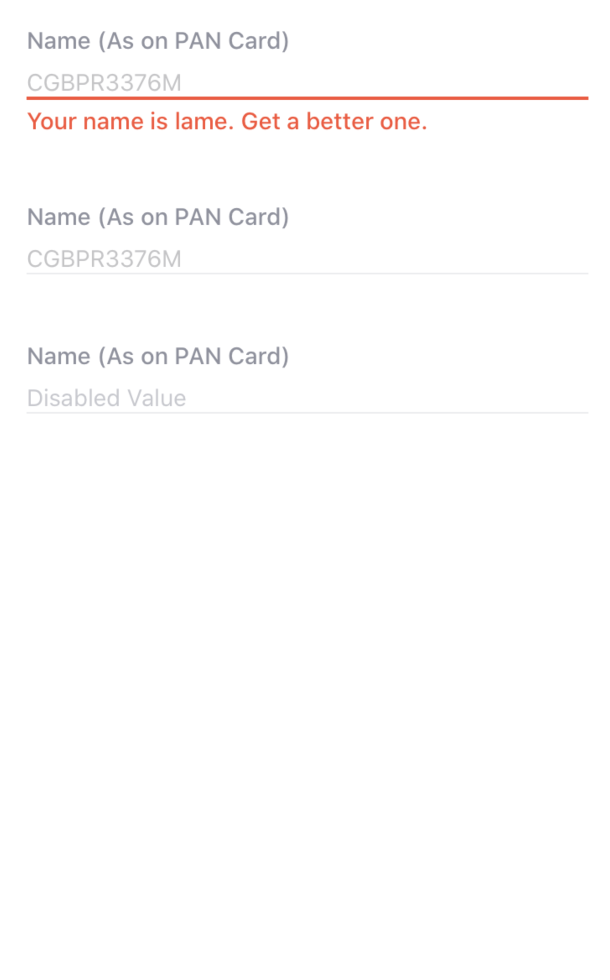 Name (As on PAN Card)
CGBPR3376M
Your name is lame. Get a better one.
Name (As on PAN Card)
CGBPR3376M
Name (As on PAN Card)
Disabled Value